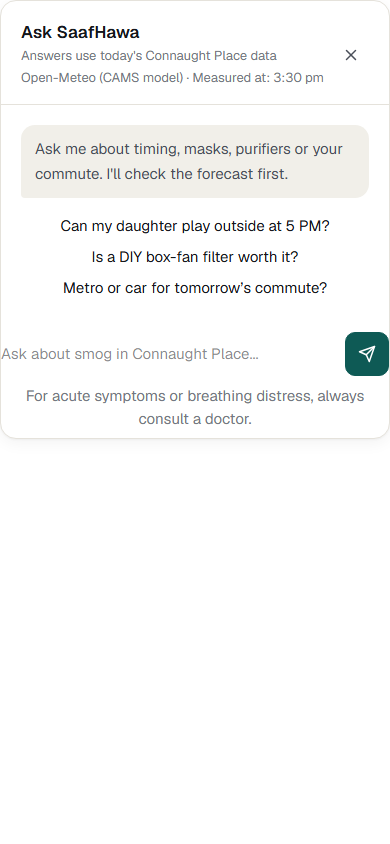 Ask SaafHawa
Answers use today's Connaught Place data
Open-Meteo (CAMS model) · Measured at: 3:30 pm
Ask me about timing, masks, purifiers or your
commute. I'll check the forecast first.
Can my daughter play outside at 5 PM?
Is a DIY box-fan filter worth it?
Metro or car for tomorrow’s commute?
Ask about smog in Connaught Place…
For acute symptoms or breathing distress, always
consult a doctor.